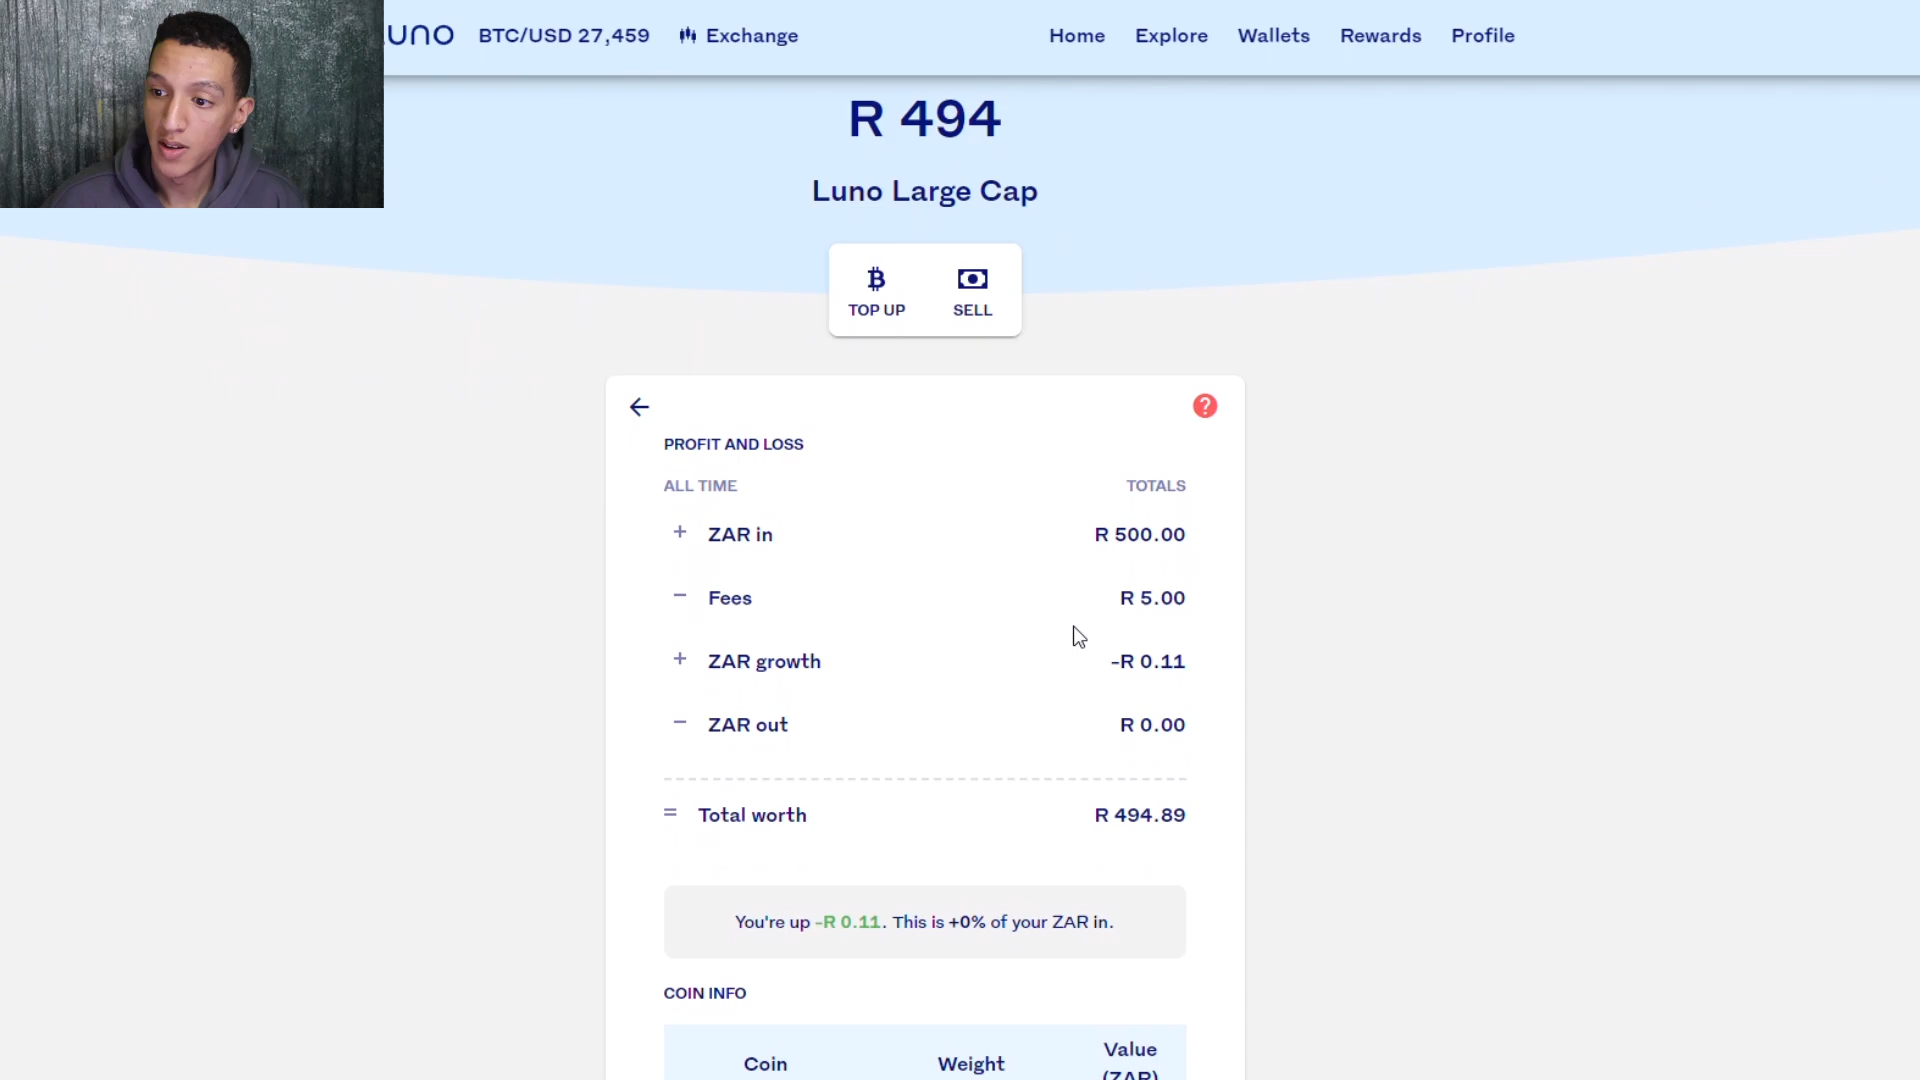 uno BTC/USD 27,459 Exchange Home Explore Wallets Rewards Profile
R 494
Luno Large Cap
TOP UP SELL
?
PROFIT AND LOSS
ALL TIME TOTALS
+ ZAR in R 500.00
− Fees R 5.00
+ ZAR growth -R 0.11
− ZAR out R 0.00
= Total worth R 494.89
You're up -R 0.11. This is +0% of your ZAR in.
COIN INFO
Coin Weight Value
(ZAR)